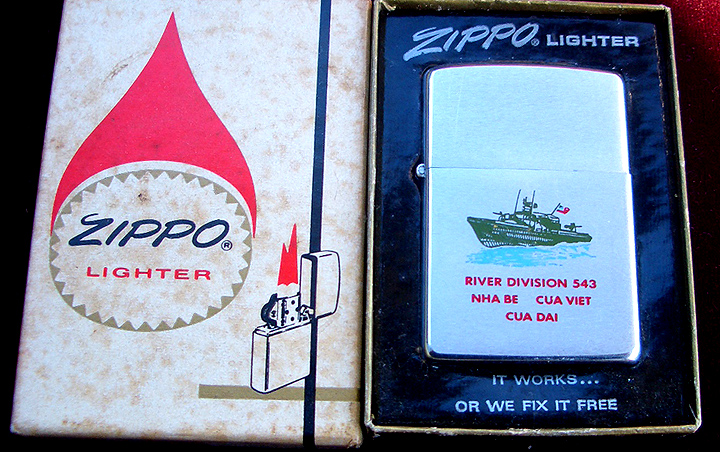 ZIPPO®
LIGHTER
ZIPPO® LIGHTER
RIVER DIVISION 543
NHA BE CUA VIET
CUA DAI
IT WORKS...
OR WE FIX IT FREE